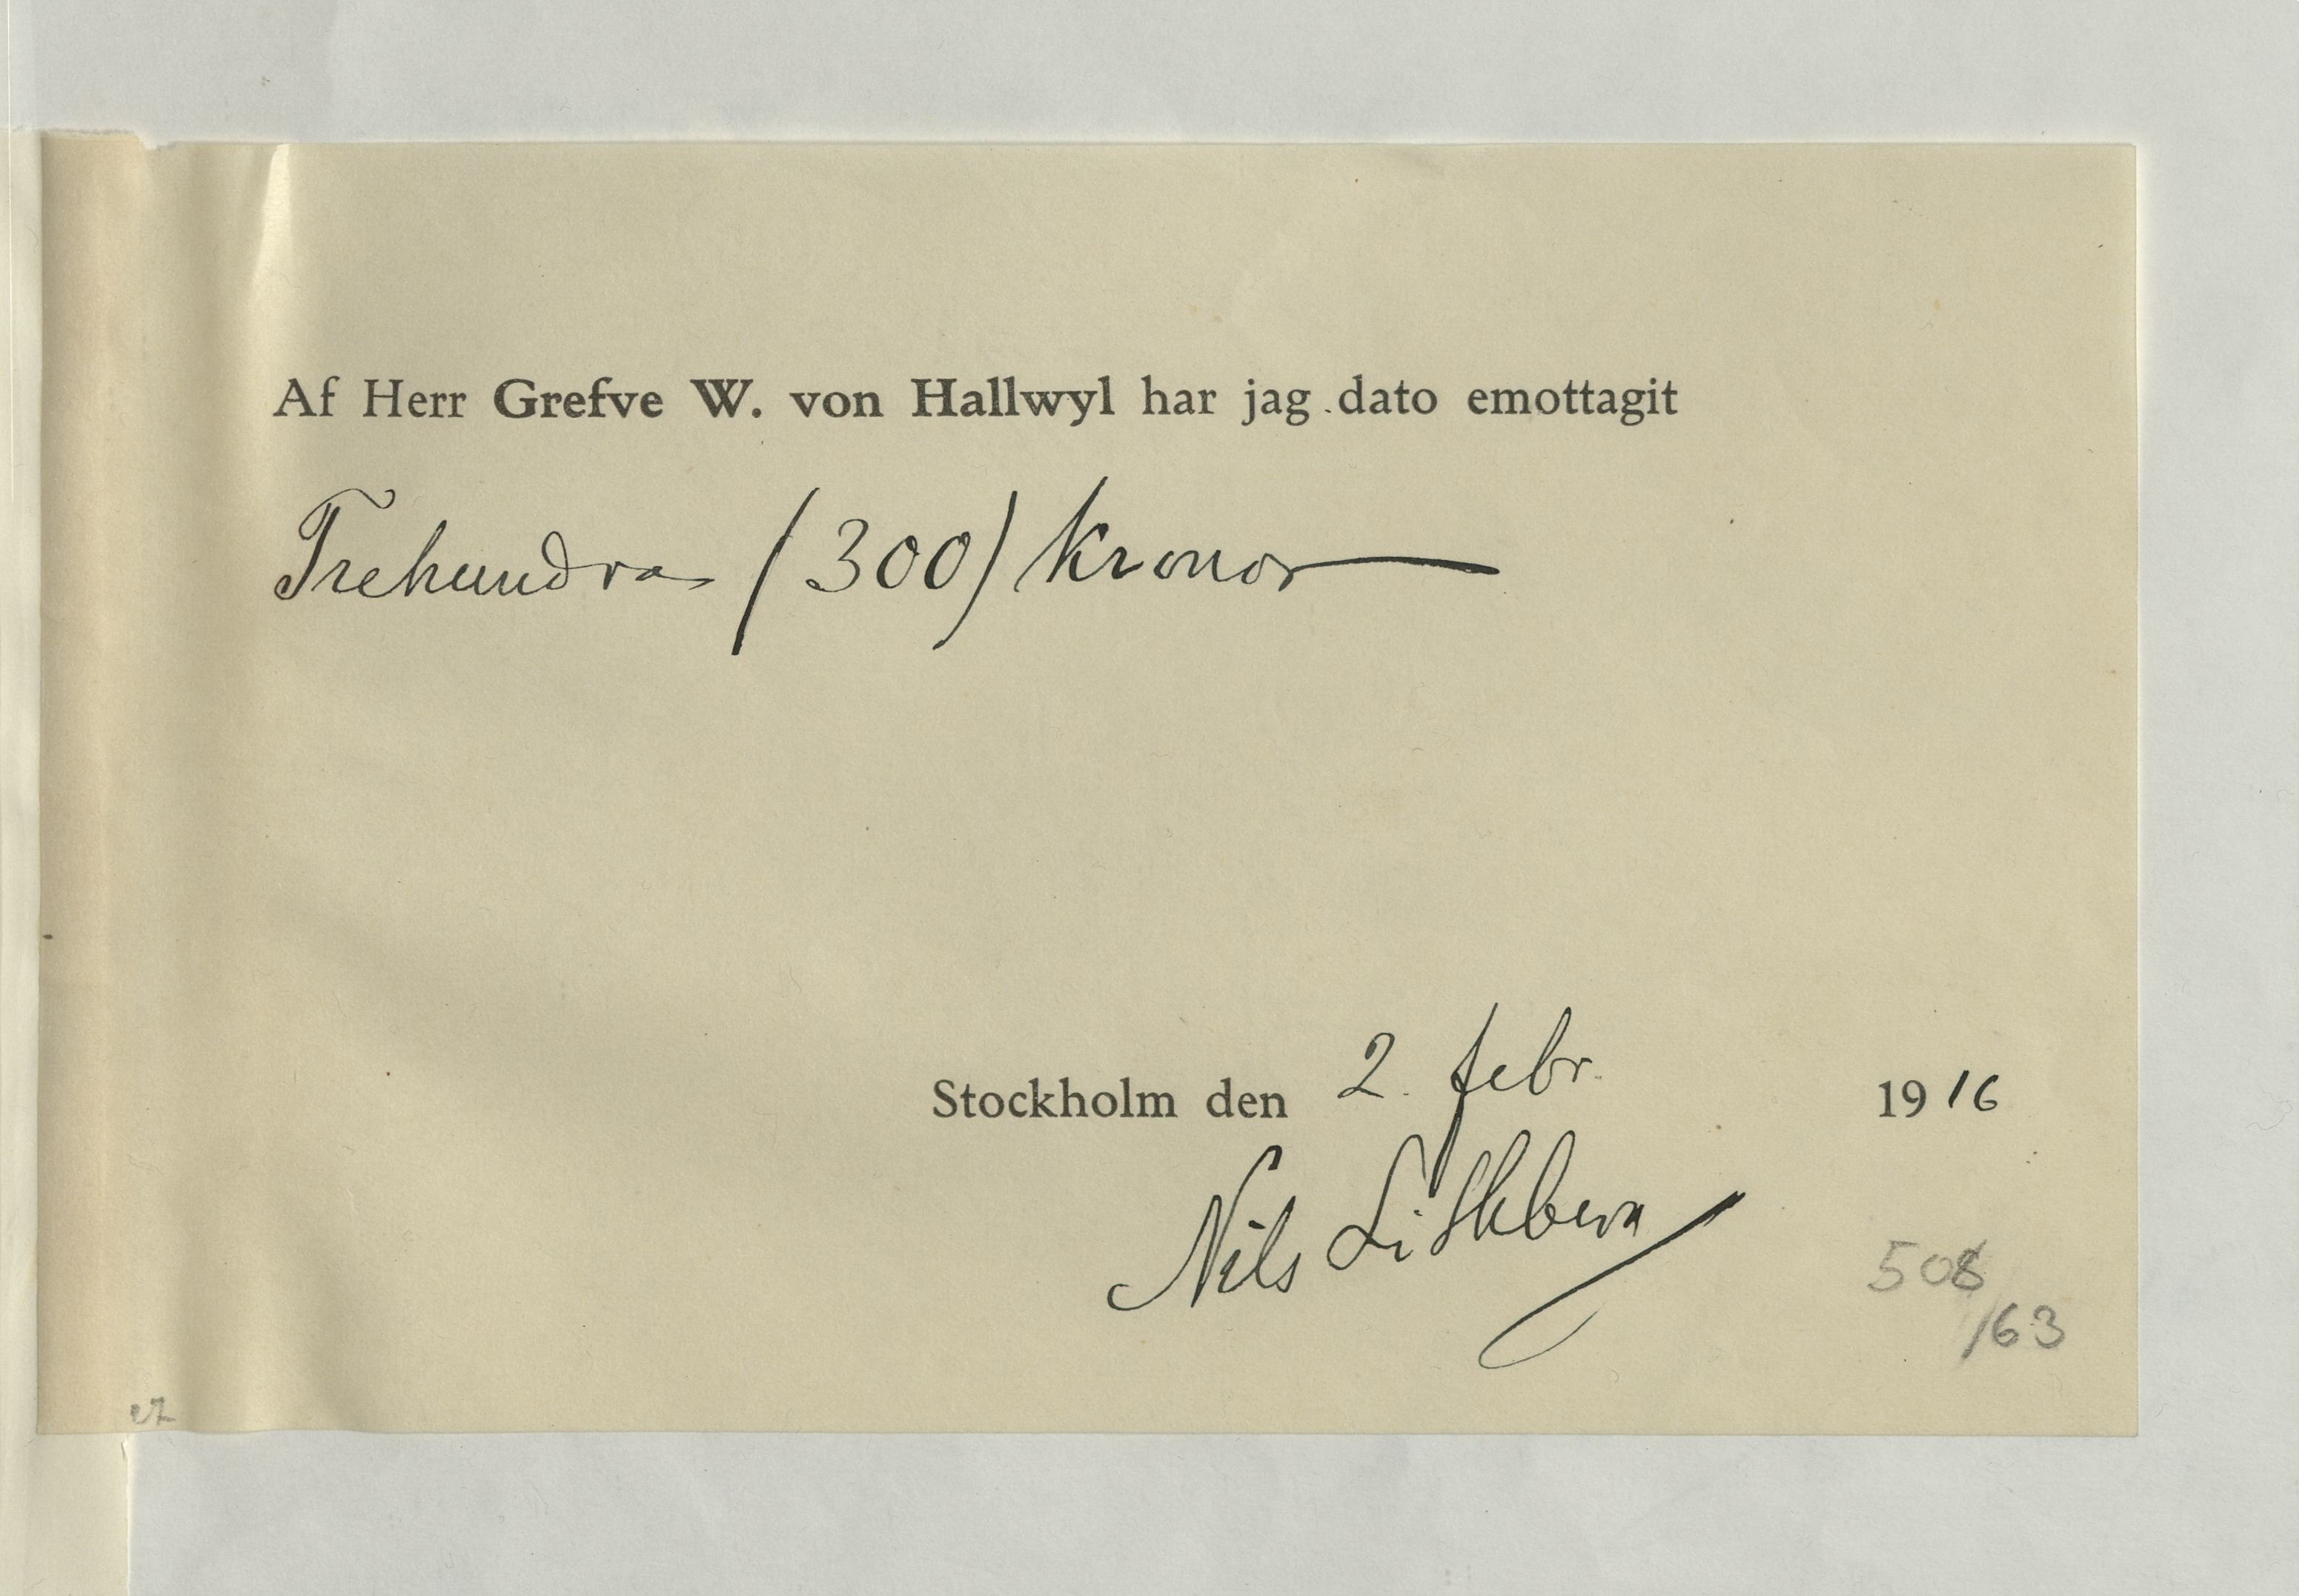 Af Herr Grefve W. von Hallwyl har jag dato emottagit
Trehundra (300) kronor
Stockholm den 2. febr. 1916
Nils
508
/63